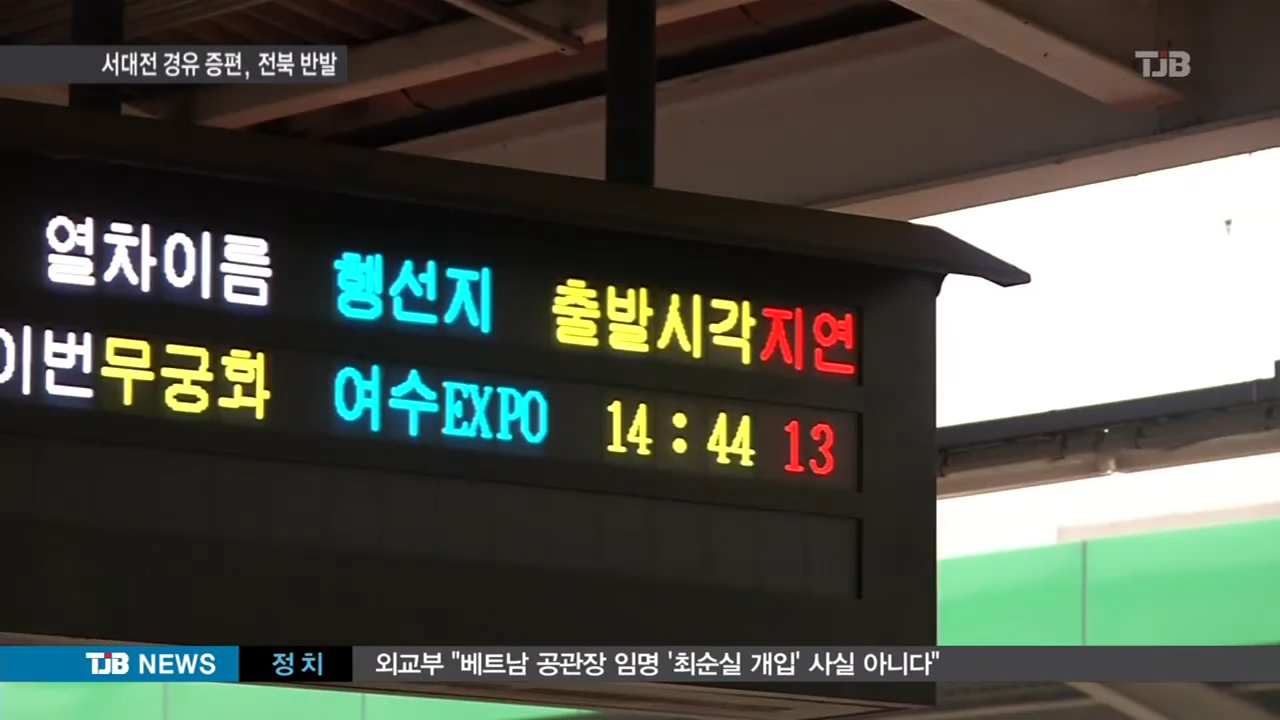 서대전 경유 증편, 전북 반발
TJB
열차이름 행선지 출발시각 지연
이번 무궁화 여수EXPO 14:44 13
TJB NEWS 정치 외교부 "베트남 공관장 임명 '최순실 개입' 사실 아니다"